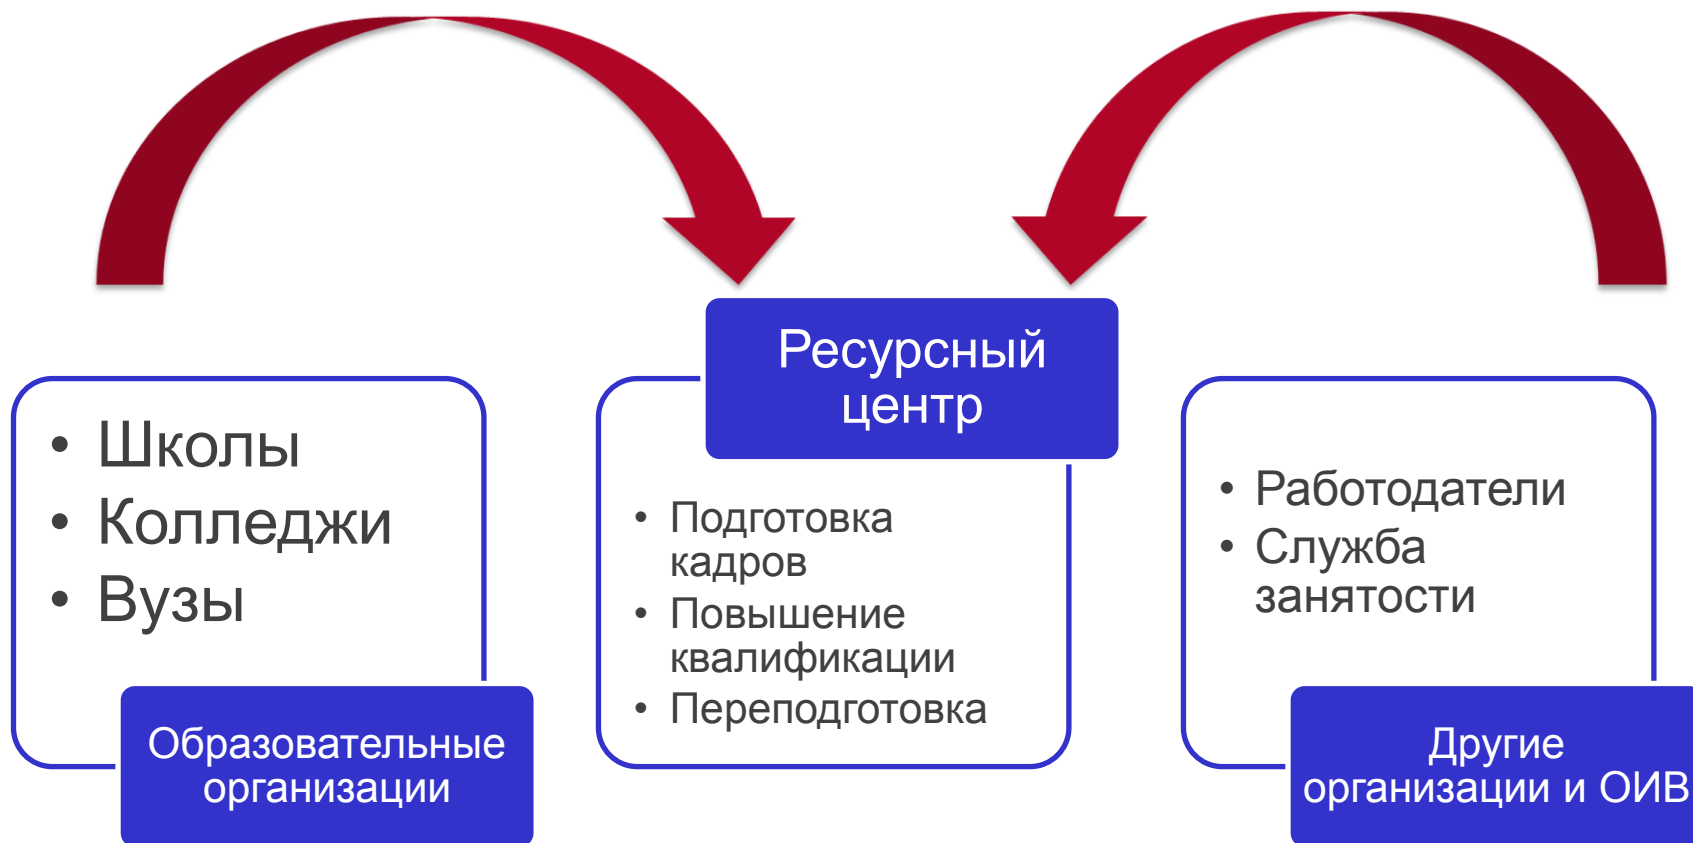 • Школы
• Колледжи
• Вузы
Образовательные
организации
Ресурсный
центр
• Подготовка
кадров
• Повышение
квалификации
• Переподготовка
• Работодатели
• Служба
занятости
Другие
организации и ОИВ